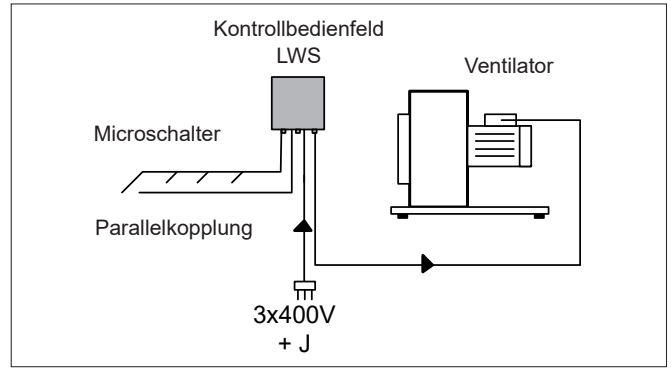 Kontrollbedienfeld
LWS
Ventilator
Microschalter
Parallelkopplung
3x400V
+ J